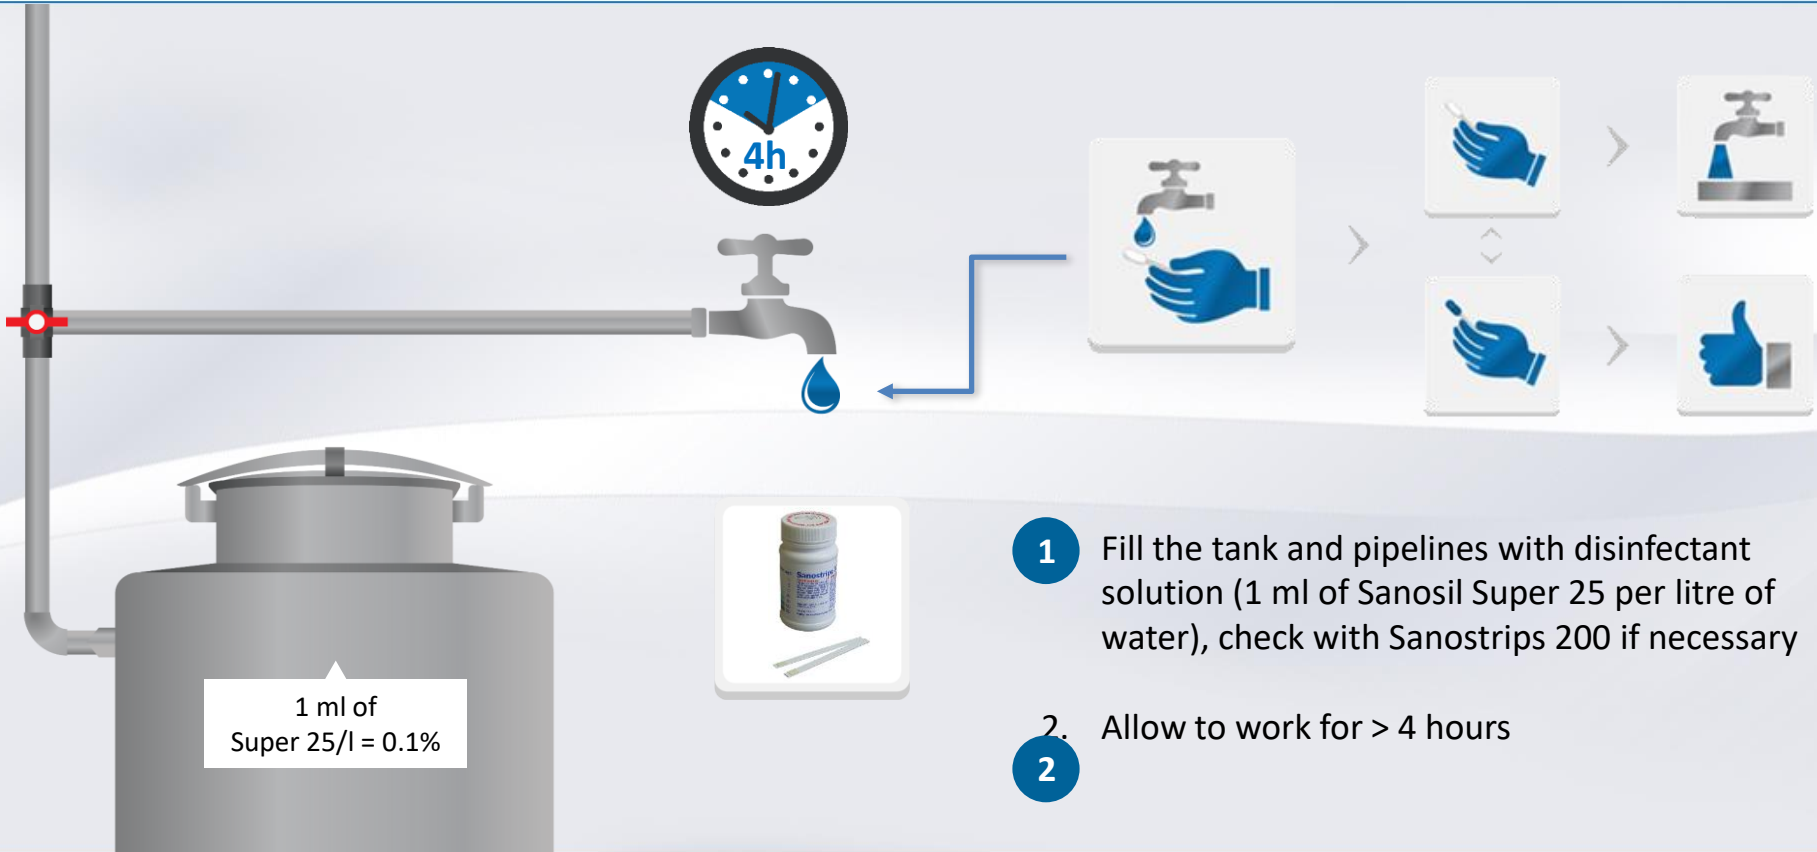 4h
Sanostrips
1 Fill the tank and pipelines with disinfectant
solution (1 ml of Sanosil Super 25 per litre of
water), check with Sanostrips 200 if necessary
1 ml of
Super 25/l = 0.1%
2. Allow to work for > 4 hours
2